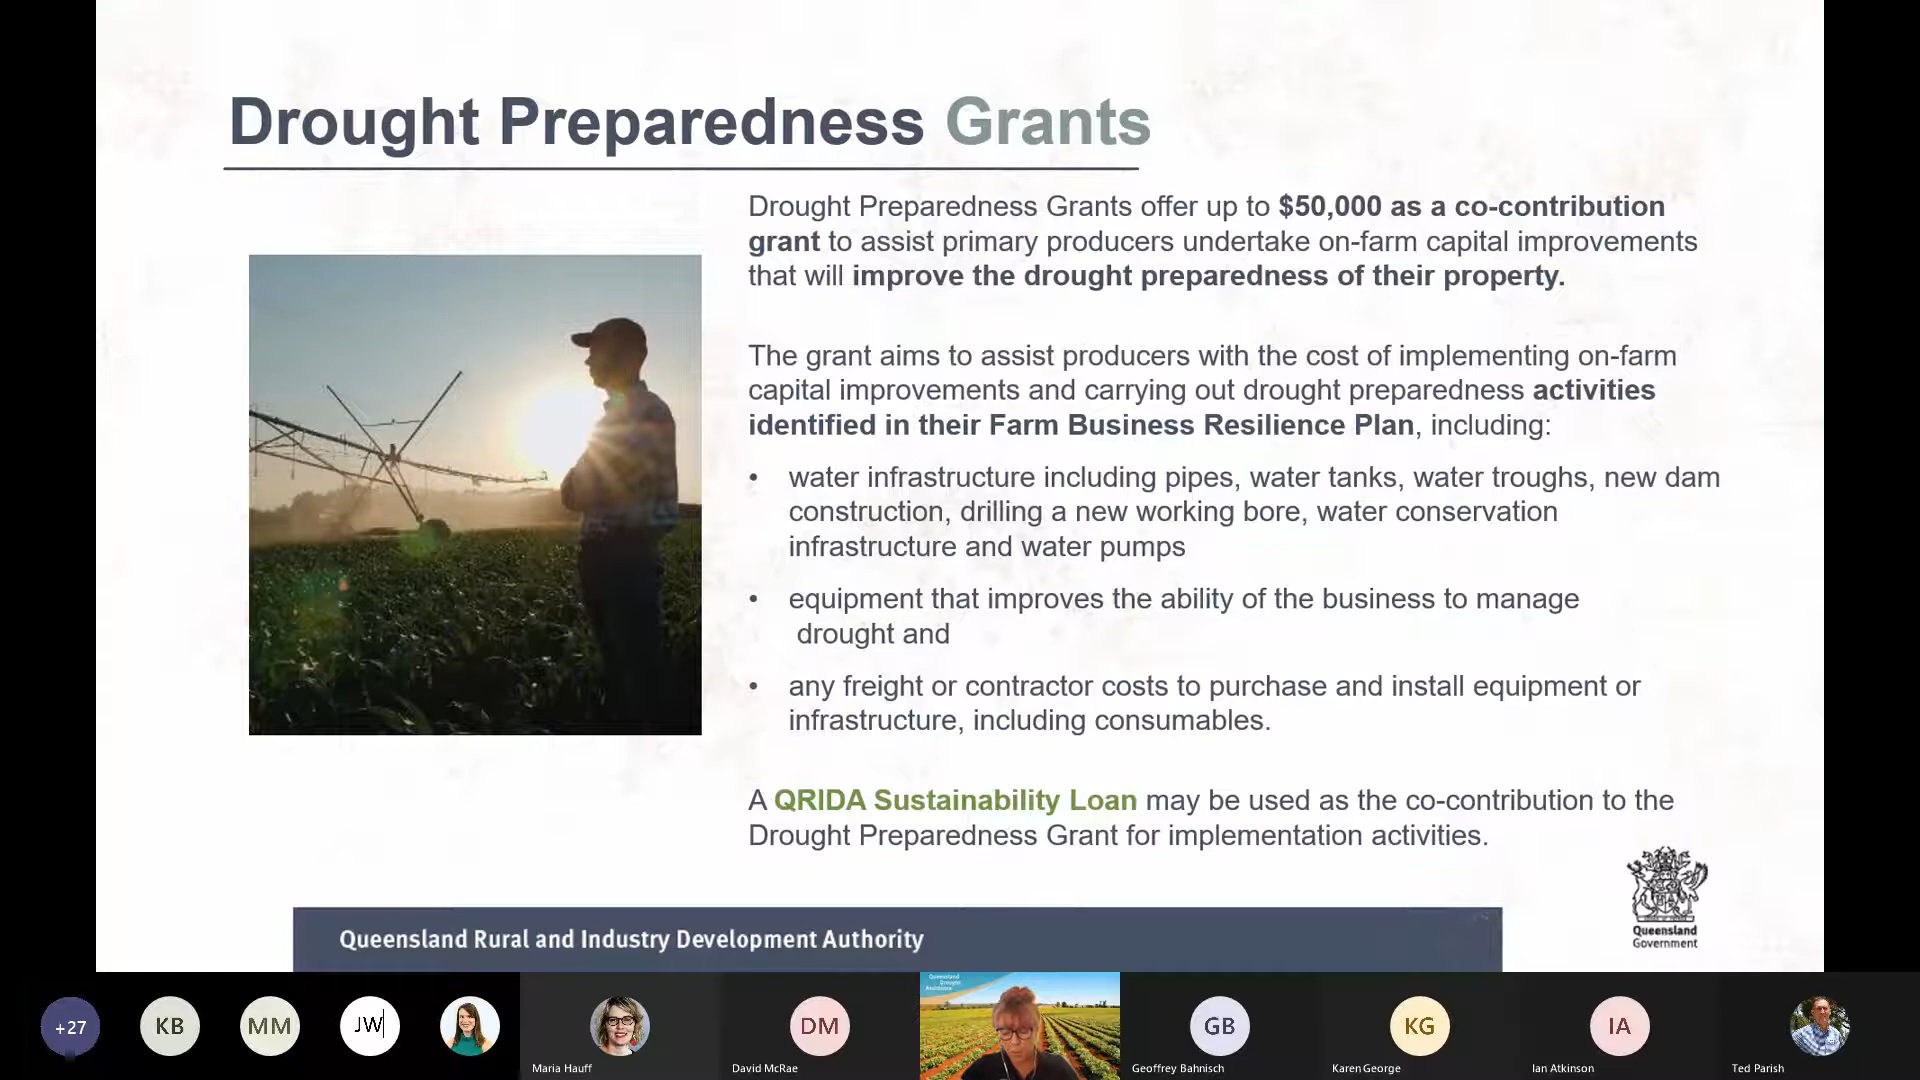 Drought Preparedness Grants
Drought Preparedness Grants offer up to $50,000 as a co-contribution
grant to assist primary producers undertake on-farm capital improvements
that will improve the drought preparedness of their property.
The grant aims to assist producers with the cost of implementing on-farm
capital improvements and carrying out drought preparedness activities
identified in their Farm Business Resilience Plan, including:
• water infrastructure including pipes, water tanks, water troughs, new dam
construction, drilling a new working bore, water conservation
infrastructure and water pumps
• equipment that improves the ability of the business to manage
drought and
• any freight or contractor costs to purchase and install equipment or
infrastructure, including consumables.
A QRIDA Sustainability Loan may be used as the co-contribution to the
Drought Preparedness Grant for implementation activities.
Queensland
Government
Queensland Rural and Industry Development Authority
+27
KB
MM
JW
Maria Hauff
DM
David McRae
Queensland
Drought
Assistance
GB
Geoffrey Bahnisch
KG
Karen George
IA
Ian Atkinson
Ted Parish